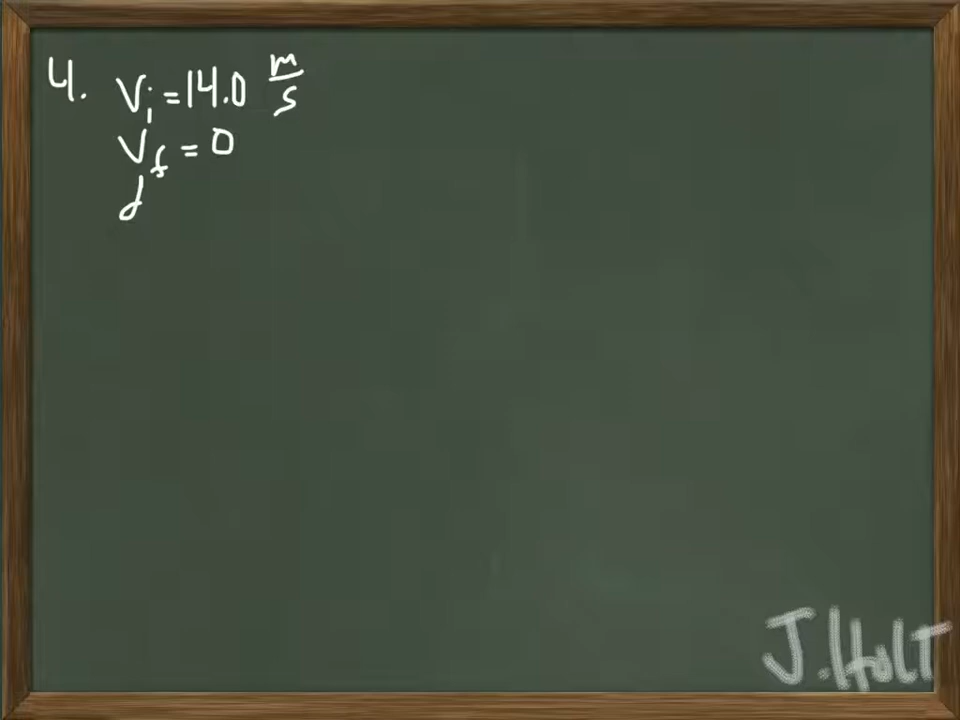 4. Vi = 14.0 m/s
Vf = 0
d
J.Holt